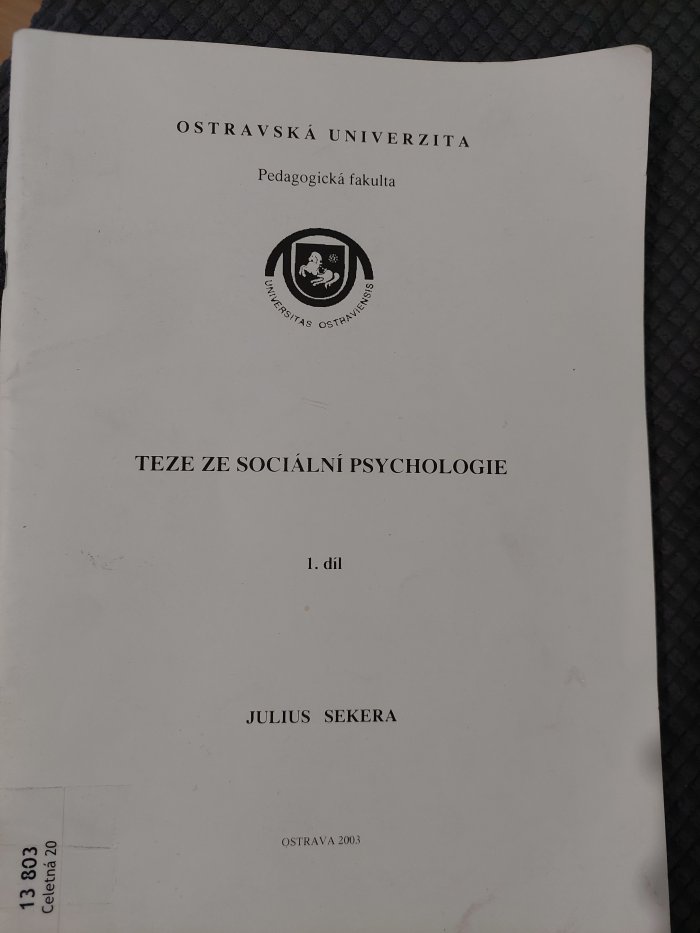 OSTRAVSKÁ UNIVERZITA
Pedagogická fakulta
UNIVERSITAS OSTRAVIENSIS
TEZE ZE SOCIÁLNÍ PSYCHOLOGIE
1. díl
JULIUS SEKERA
OSTRAVA 2003
13 803
Celetná 20